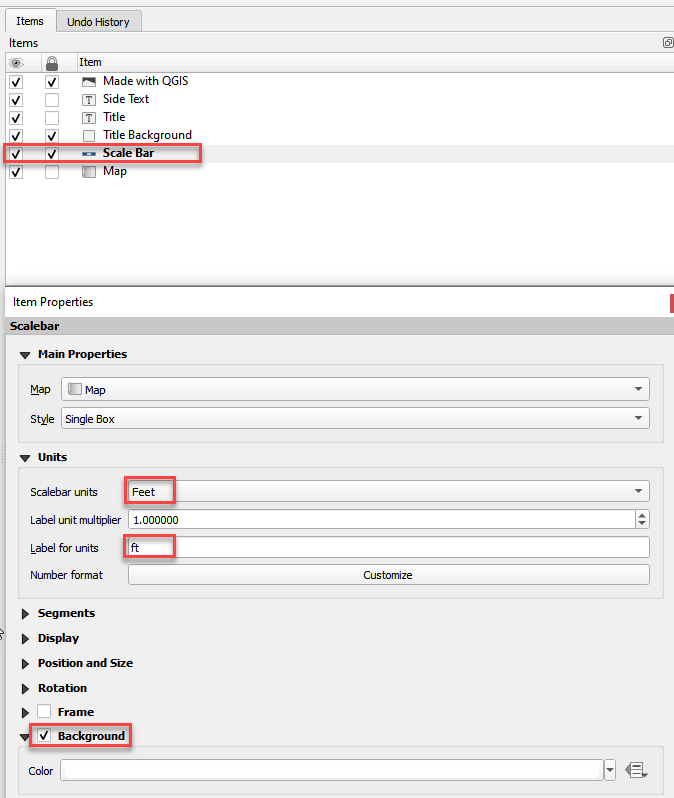 Items Undo History
Items
Item
Made with QGIS
T Side Text
T Title
Title Background
Scale Bar
Map
Item Properties
Scalebar
Main Properties
Map Map
Style Single Box
Units
Scalebar units Feet
Label unit multiplier 1.000000
Label for units ft
Number format Customize
Segments
Display
Position and Size
Rotation
Frame
Background
Color